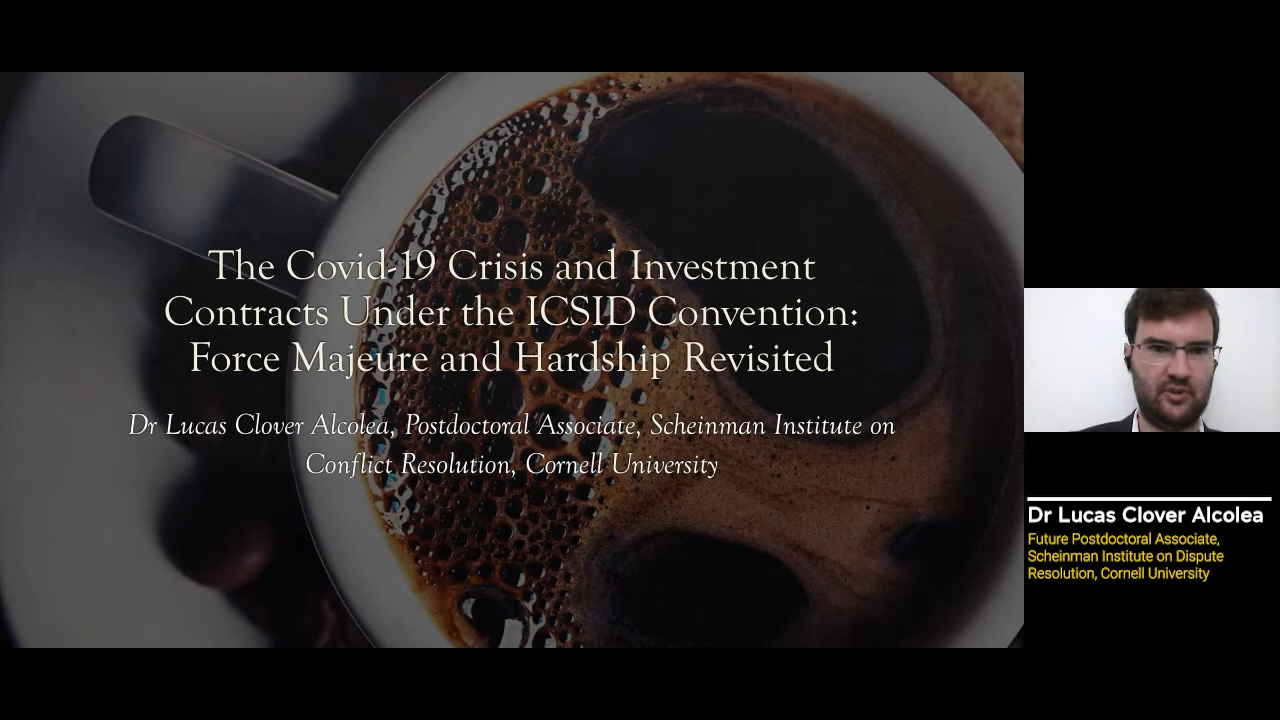 The Covid-19 Crisis and Investment
Contracts Under the ICSID Convention:
Force Majeure and Hardship Revisited
Dr Lucas Clover Alcolea, Postdoctoral Associate, Scheinman Institute on
Conflict Resolution, Cornell University
Dr Lucas Clover Alcolea
Future Postdoctoral Associate,
Scheinman Institute on Dispute
Resolution, Cornell University